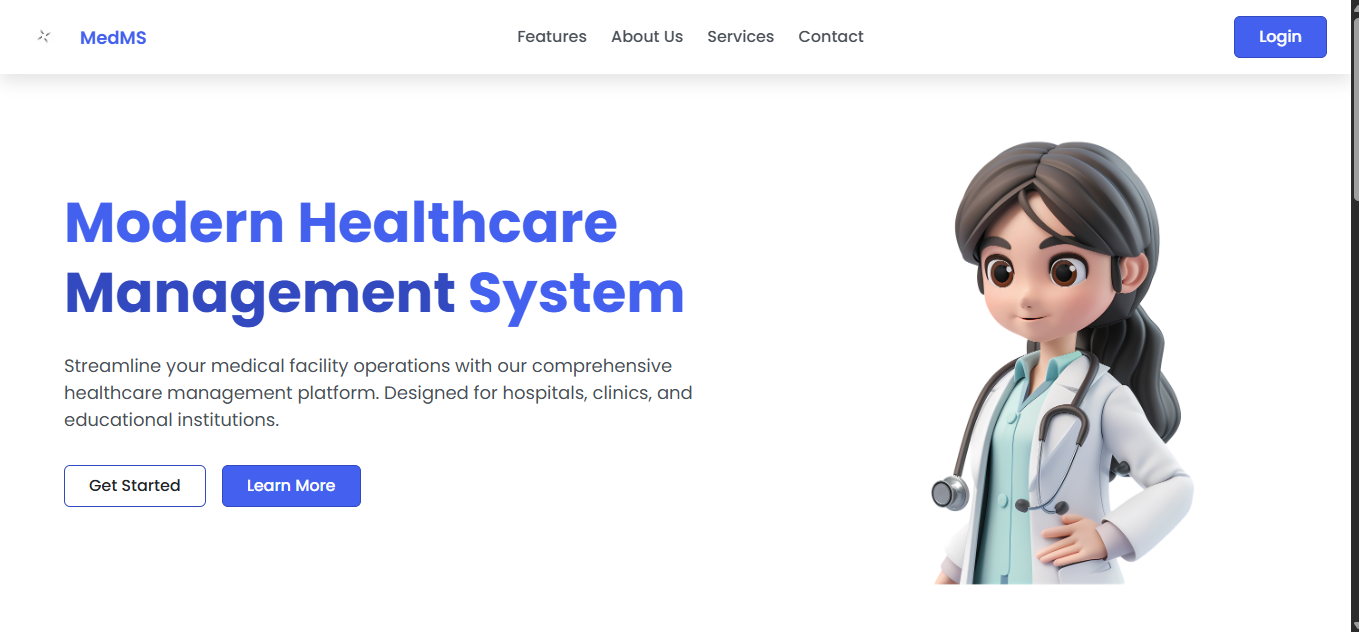 MedMS
Features
About Us
Services
Contact
Login
Modern Healthcare
Management System
Streamline your medical facility operations with our comprehensive
healthcare management platform. Designed for hospitals, clinics, and
educational institutions.
Get Started
Learn More